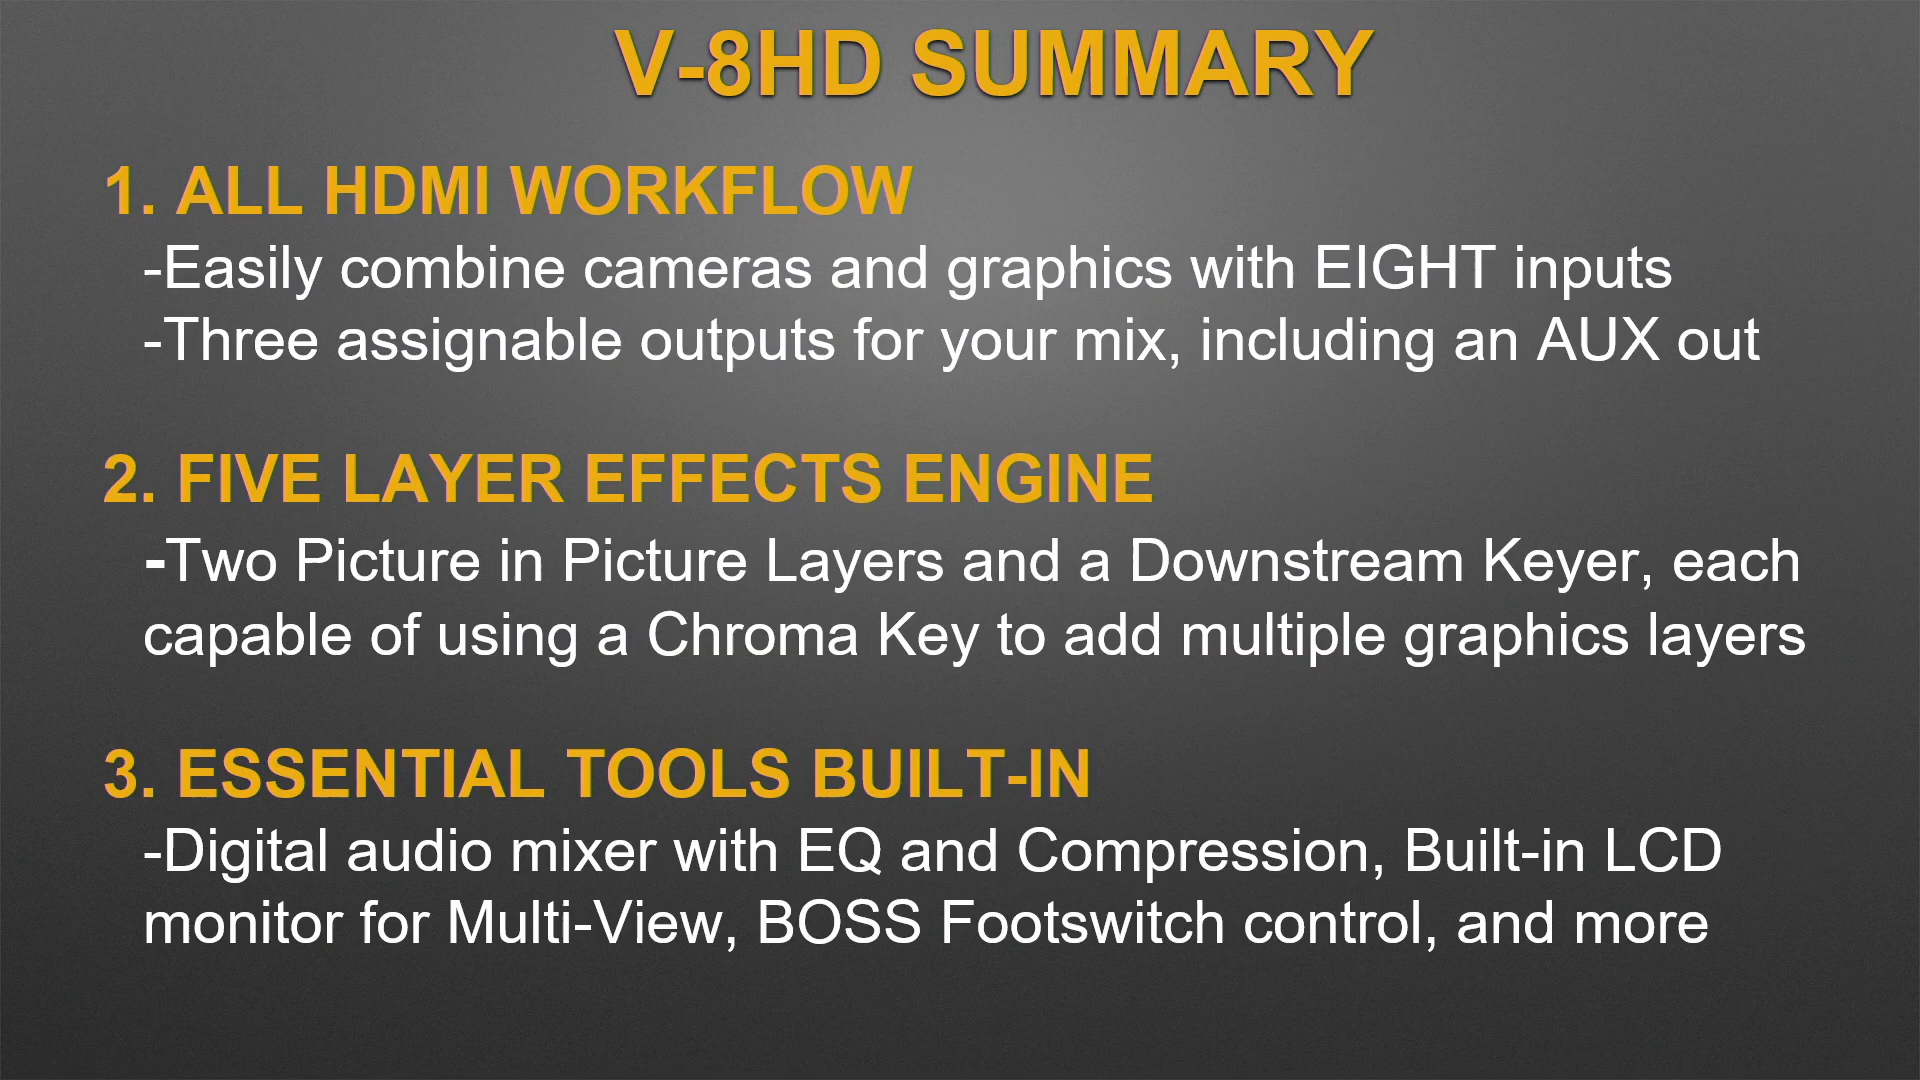 V-8HD SUMMARY
1. ALL HDMI WORKFLOW
-Easily combine cameras and graphics with EIGHT inputs
-Three assignable outputs for your mix, including an AUX out
2. FIVE LAYER EFFECTS ENGINE
-Two Picture in Picture Layers and a Downstream Keyer, each
capable of using a Chroma Key to add multiple graphics layers
3. ESSENTIAL TOOLS BUILT-IN
-Digital audio mixer with EQ and Compression, Built-in LCD
monitor for Multi-View, BOSS Footswitch control, and more